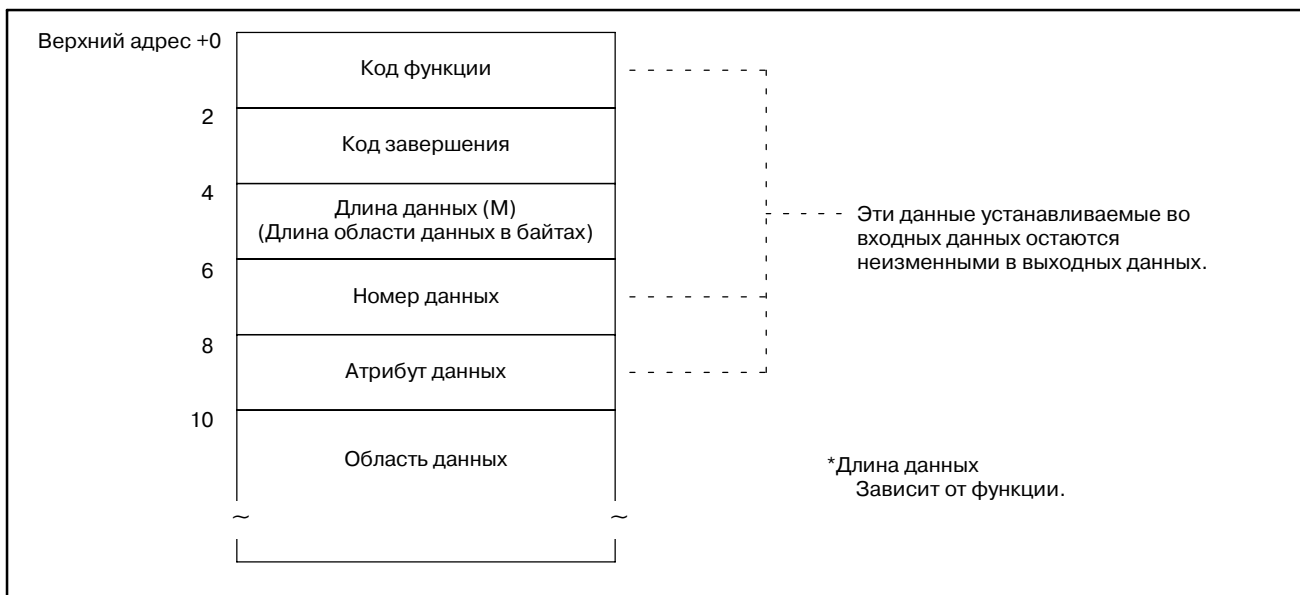 Верхний адрес +0
Код функции
2
Код завершения
4
Длина данных (M)
(Длина области данных в байтах)
Эти данные устанавливаемые во
входных данных остаются
неизменными в выходных данных.
6
Номер данных
8
Атрибут данных
10
Область данных
*Длина данных
Зависит от функции.
~ ~